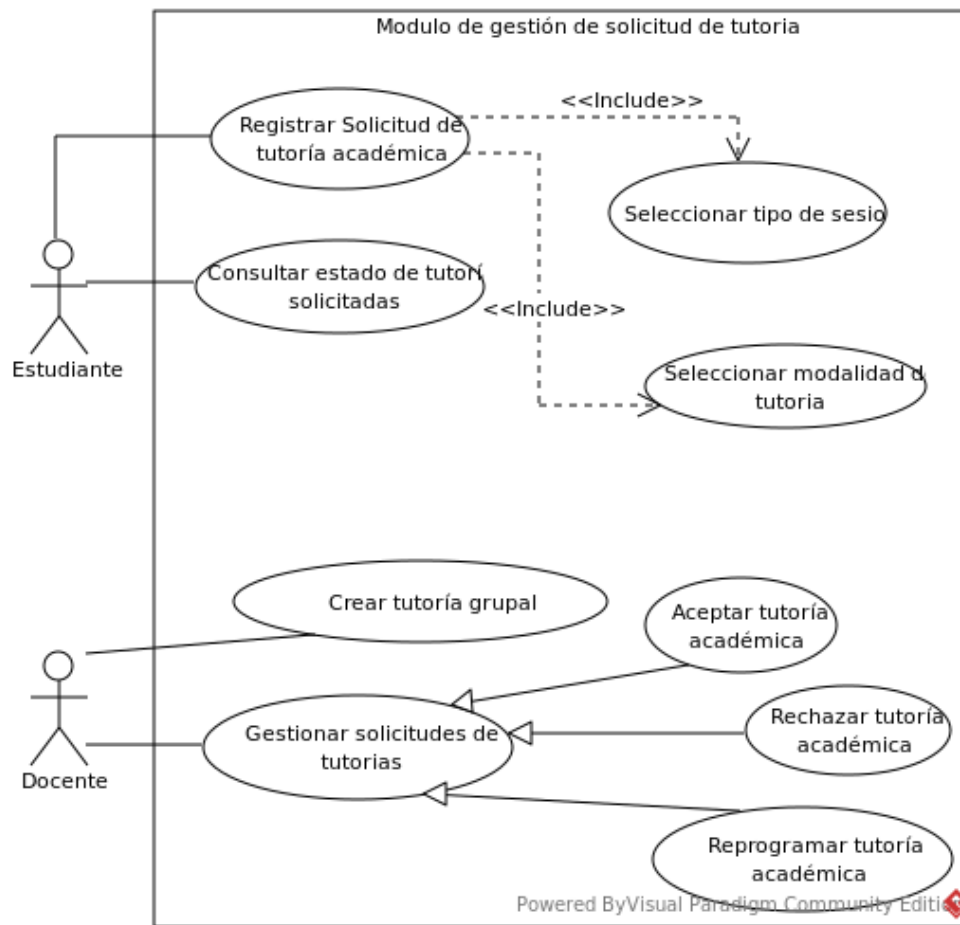 Modulo de gestión de solicitud de tutoria
<<Include>>
Registrar Solicitud de
tutoría académica
Seleccionar tipo de sesio
Consultar estado de tutorí
solicitadas
<<Include>>
Estudiante
Seleccionar modalidad d
tutoria
Crear tutoría grupal
Aceptar tutoría
académica
Gestionar solicitudes de
tutorias
Rechazar tutoría
académica
Docente
Reprogramar tutoría
académica
Powered ByVisual Paradigm Community Editio